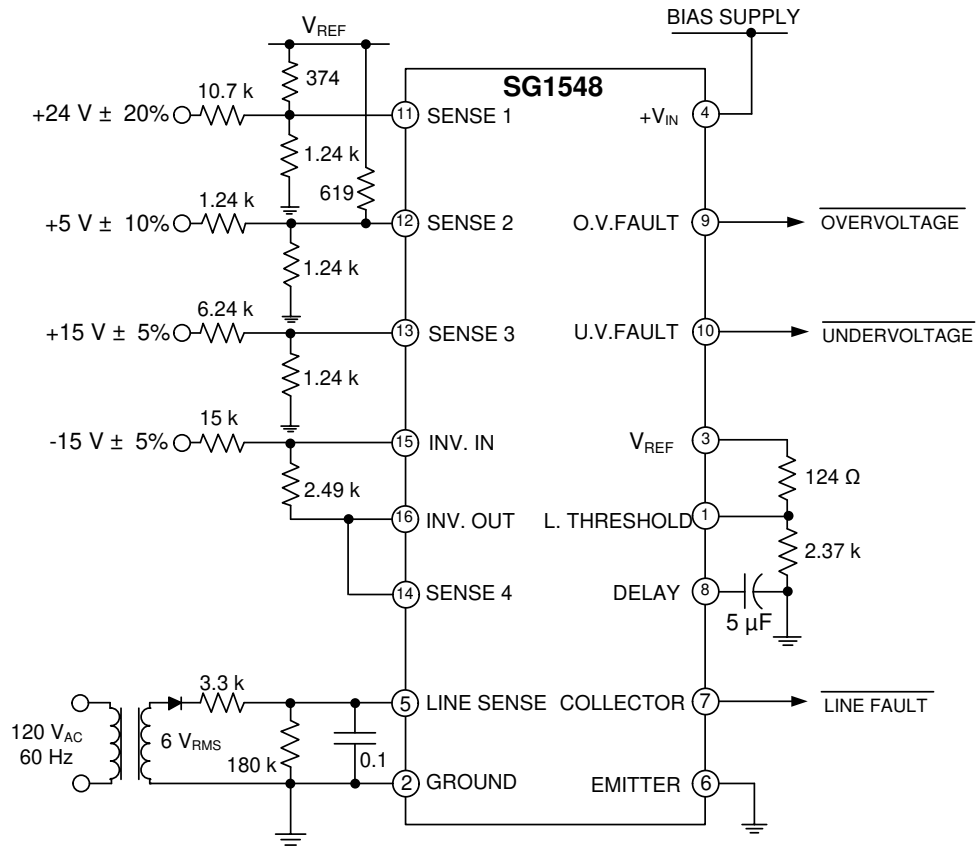 BIAS SUPPLY
VREF
SG1548
374
10.7 k
+24 V ± 20%
11
SENSE 1
+VIN
4
1.24 k
619
1.24 k
+5 V ± 10%
12
SENSE 2
O.V.FAULT
9
OVERVOLTAGE
1.24 k
6.24 k
+15 V ± 5%
13
SENSE 3
U.V.FAULT
10
UNDERVOLTAGE
1.24 k
15 k
-15 V ± 5%
15
INV. IN
VREF
3
124 Ω
2.49 k
16
INV. OUT
L. THRESHOLD
1
2.37 k
14
SENSE 4
DELAY
8
5 µF
3.3 k
5
LINE SENSE
COLLECTOR
7
LINE FAULT
120 VAC
60 Hz
6 VRMS
180 k
0.1
2
GROUND
EMITTER
6